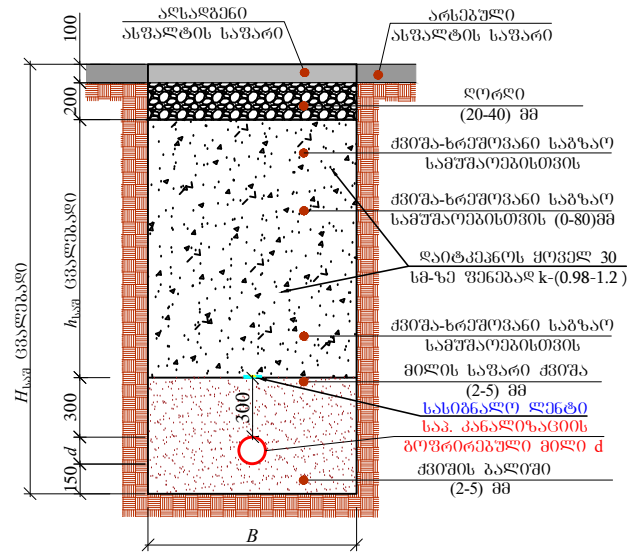 აღსადგენი
ასფალტის საფარი
არსებული
ასფალტის საფარი
100
200
ღორღი
(20-40) მმ
ქვიშა-ხრეშოვანი საგზაო
სამუშაოებისთვის
ქვიშა-ხრეშოვანი საგზაო
სამუშაოებისთვის (0-80)მმ
დაიტკეპნოს ყოველ 30
სმ-ზე ფენებად k-(0.98-1.2)
ქვიშა-ხრეშოვანი საგზაო
სამუშაოებისთვის
მილის საფარი ქვიშა
(2-5) მმ
სასიგნალო ლენტი
საპ. კანალიზაციის
გოფრირებული მილი d
ქვიშის ბალიში
(2-5) მმ
Hსაშ ცვალებადი
hსაშ ცვალებადი
300
300
d
150
B